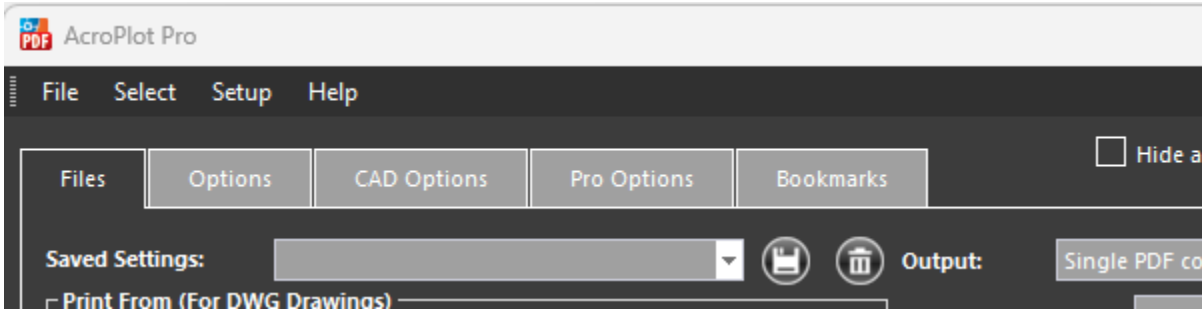 PDF AcroPlot Pro
File Select Setup Help
Hide a
Files Options CAD Options Pro Options Bookmarks
Saved Settings: Output: Single PDF co
Print From (For DWG Drawings)